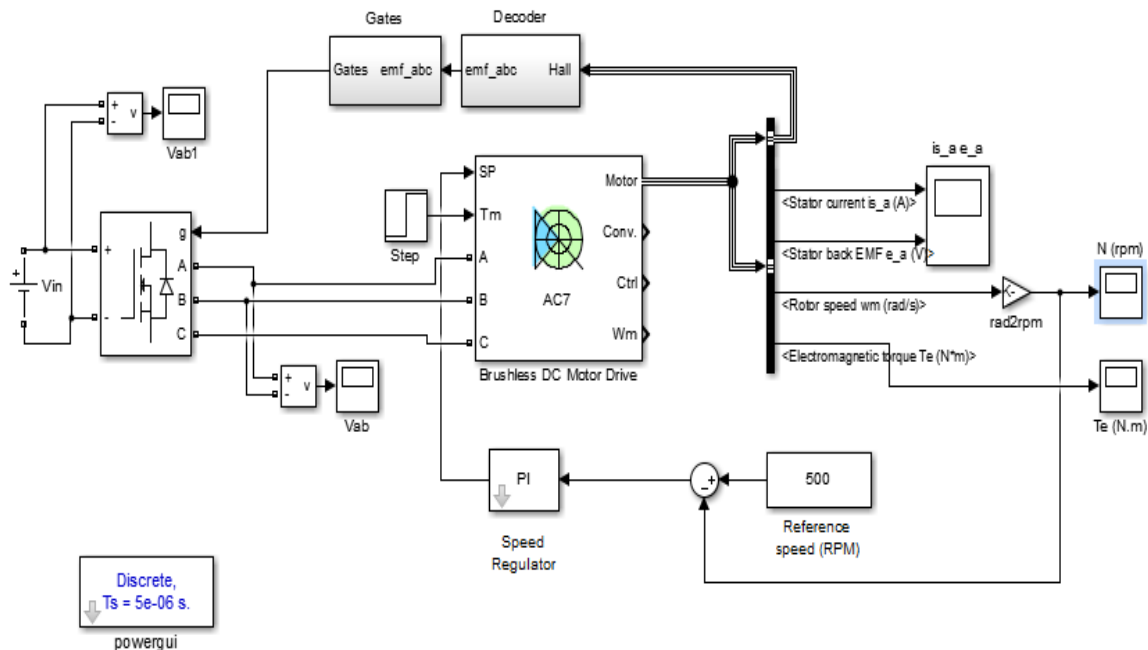 Gates
Decoder
Gates emf_abc
emf_abc Hall
+
-
v
Vab1
is_a e_a
SP
Motor
<Stator current is_a (A)>
Step
Tm
Conv.
g
A
<Stator back EMF e_a (V)>
N (rpm)
+
Vin
+
A
B
C
-
B
Ctrl
AC7
<Rotor speed wm (rad/s)>
rad2rpm
C
Wm
<Electromagnetic torque Te (N*m)>
Brushless DC Motor Drive
+
-
v
Vab
Te (N.m)
PI
-+
500
Speed
Regulator
Reference
speed (RPM)
Discrete,
Ts = 5e-06 s.
powergui